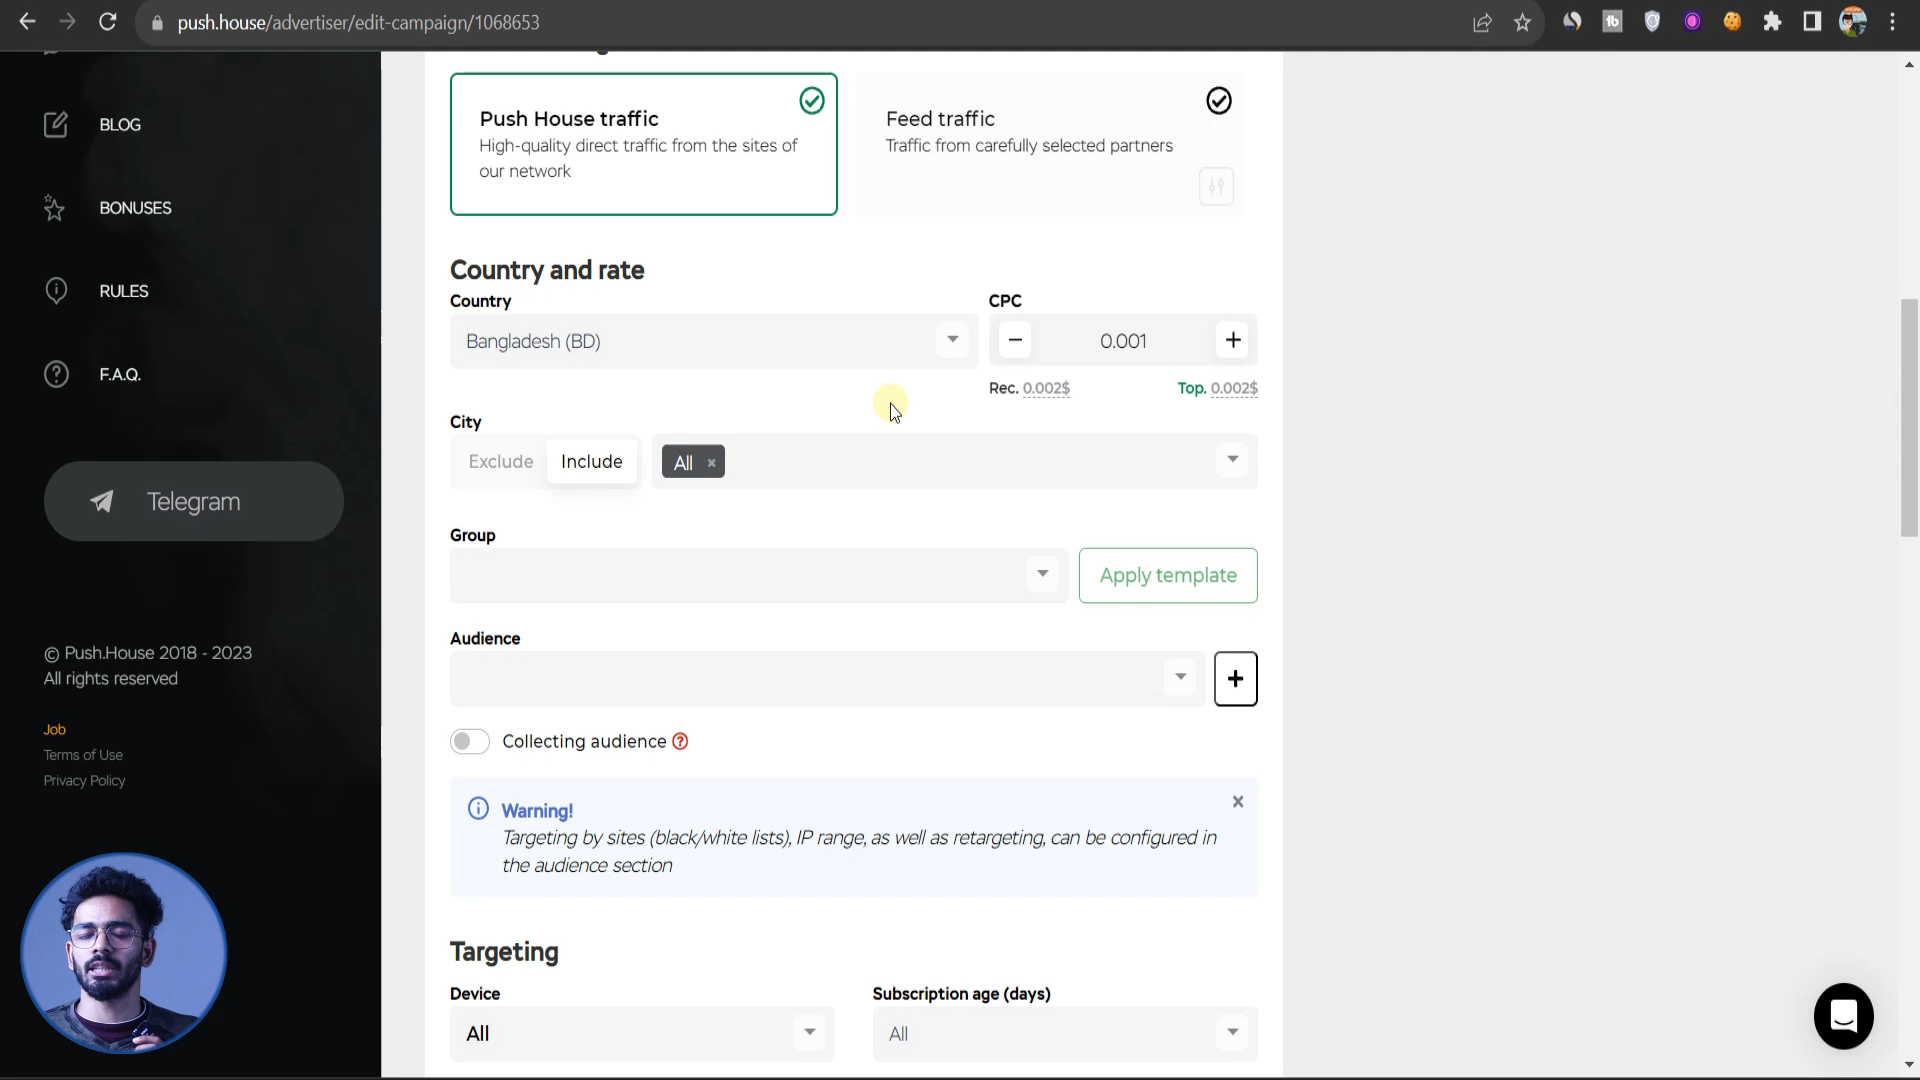 push.house/advertiser/edit-campaign/1068653
BLOG
BONUSES
RULES
F.A.Q.
Telegram
© Push.House 2018 - 2023
All rights reserved
Job
Terms of Use
Privacy Policy
Push House traffic
High-quality direct traffic from the sites of
our network
Feed traffic
Traffic from carefully selected partners
Country and rate
Country
CPC
Bangladesh (BD)
− 0.001 +
Rec. 0.002$ Top. 0.002$
City
Exclude Include All ×
Group
Apply template
Audience
+
Collecting audience ?
Warning!
Targeting by sites (black/white lists), IP range, as well as retargeting, can be configured in
the audience section
Targeting
Device
All
Subscription age (days)
All